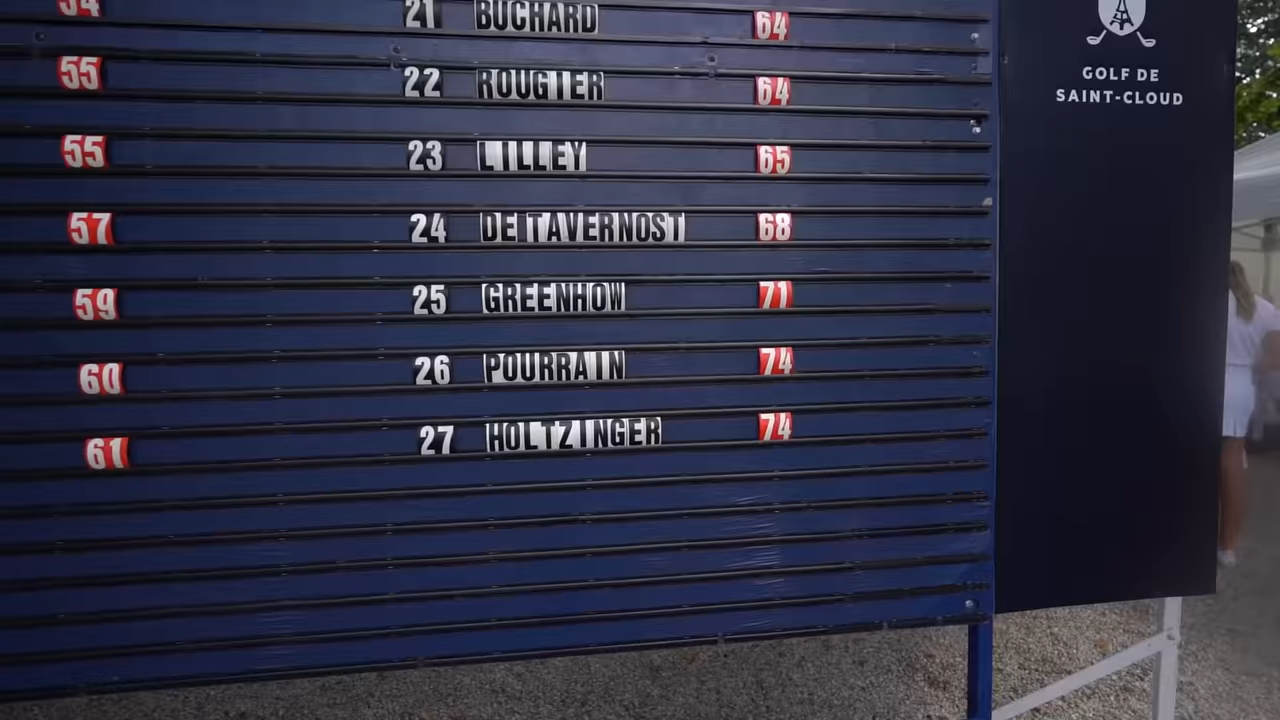 54 21 BUCHARD 64
55 22 ROUGIER 64
55 23 LILLEY 65
57 24 DE TAVERNOST 68
59 25 GREENHOW 71
60 26 POURRAIN 74
61 27 HOLTZINGER 74
GOLF DE
SAINT-CLOUD